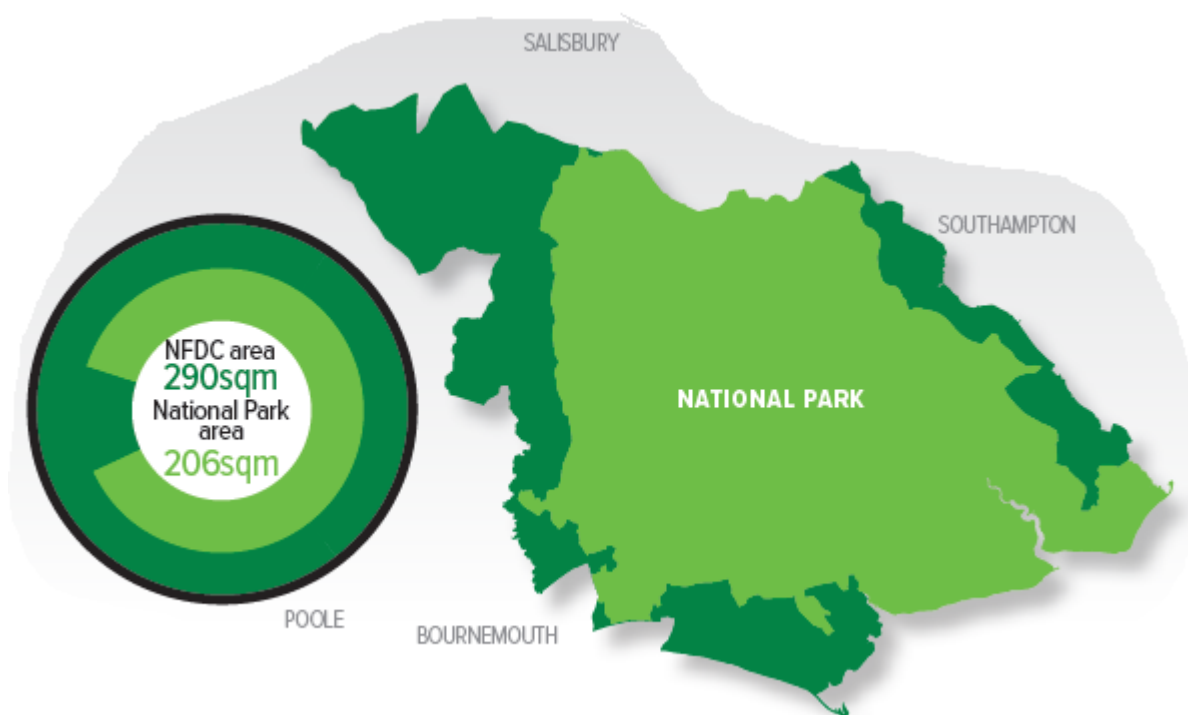 SALISBURY
SOUTHAMPTON
NFDC area
290sqm
National Park
area
206sqm
NATIONAL PARK
POOLE
BOURNEMOUTH